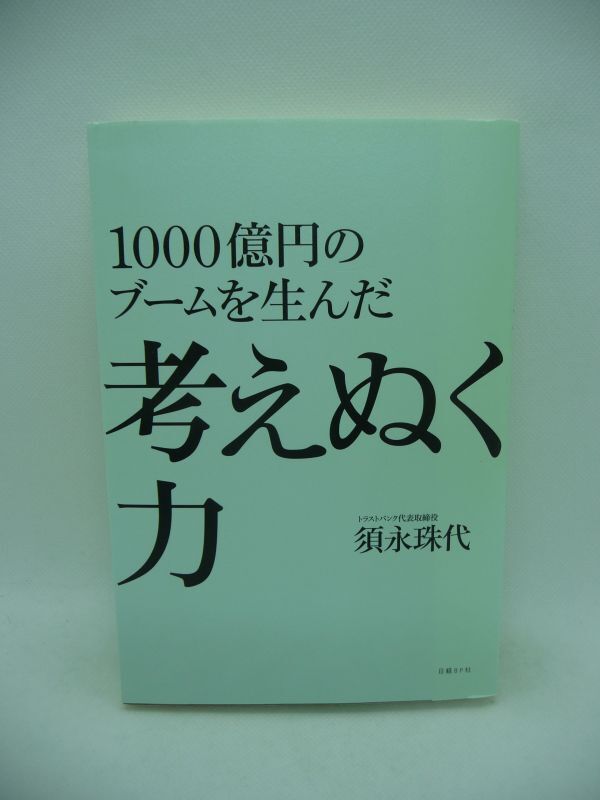 1000億円の
ブームを生んだ
考えぬく
力
トラストバンク代表取締役
須永珠代
日経BP社